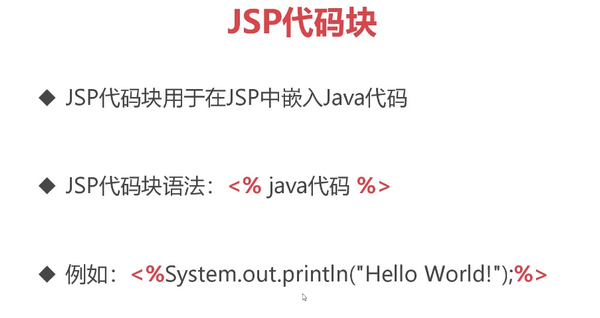 JSP代码块
◆ JSP代码块用于在JSP中嵌入Java代码
◆ JSP代码块语法：<% java代码 %>
◆ 例如：<%System.out.println("Hello World!");%>